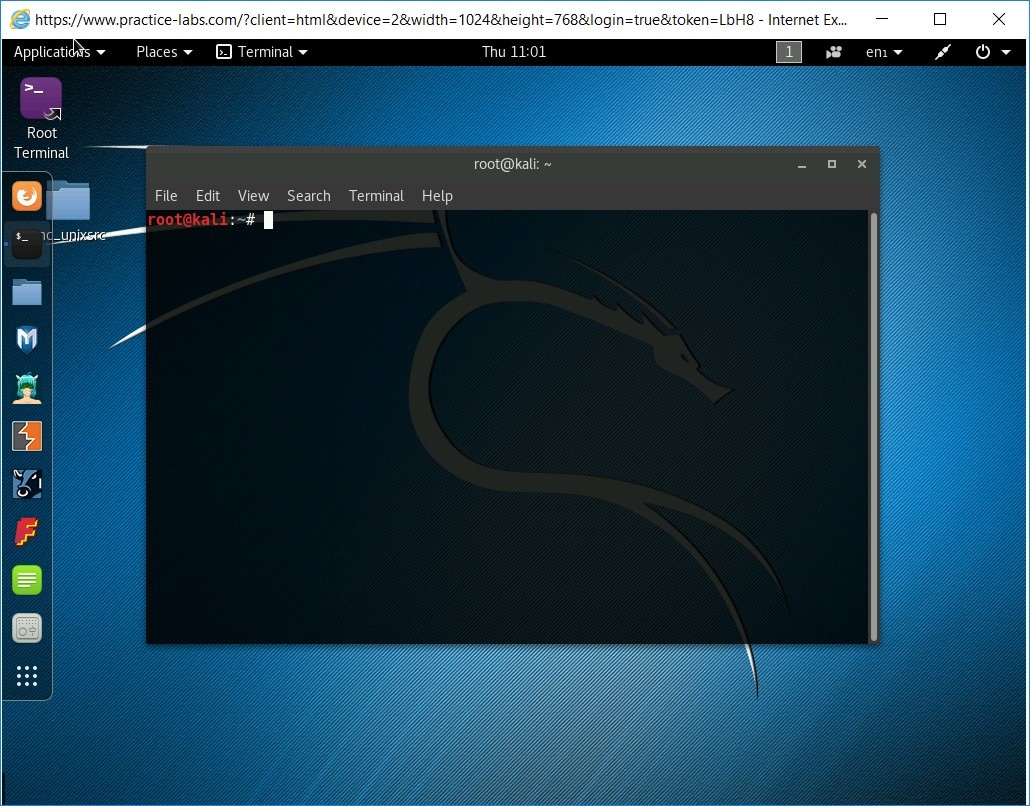 https://www.practice-labs.com/?client=html&device=2&width=1024&height=768&login=true&token=LbH8 - Internet Ex...
Applications Places Terminal Thu 11:01 1 en1
Root
Terminal
root@kali: ~
File Edit View Search Terminal Help
root@kali:~#
nc_unixsrc